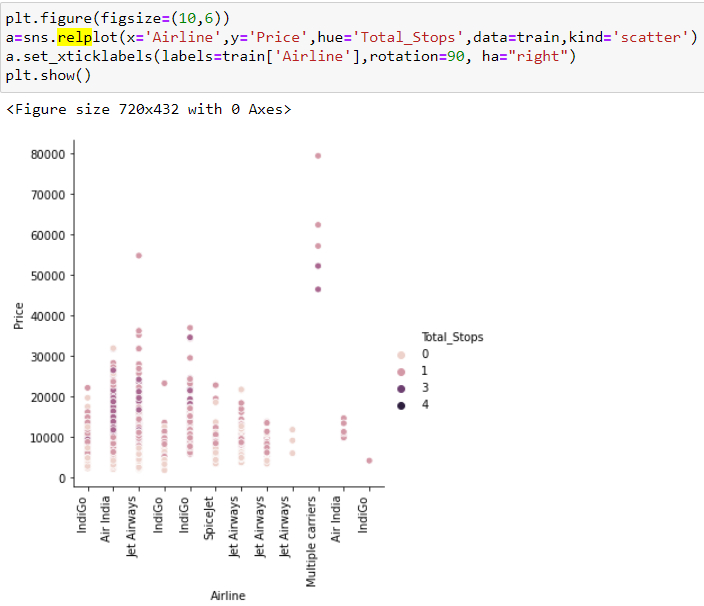 plt.figure(figsize=(10,6))
a=sns.relplot(x='Airline',y='Price',hue='Total_Stops',data=train,kind='scatter')
a.set_xticklabels(labels=train['Airline'],rotation=90, ha="right")
plt.show()
<Figure size 720x432 with 0 Axes>
80000
70000
60000
50000
40000
30000
20000
10000
0
Price
Total_Stops
0
1
3
4
IndiGo
Air India
Jet Airways
IndiGo
IndiGo
SpiceJet
Jet Airways
Jet Airways
Jet Airways
Multiple carriers
Air India
IndiGo
Airline